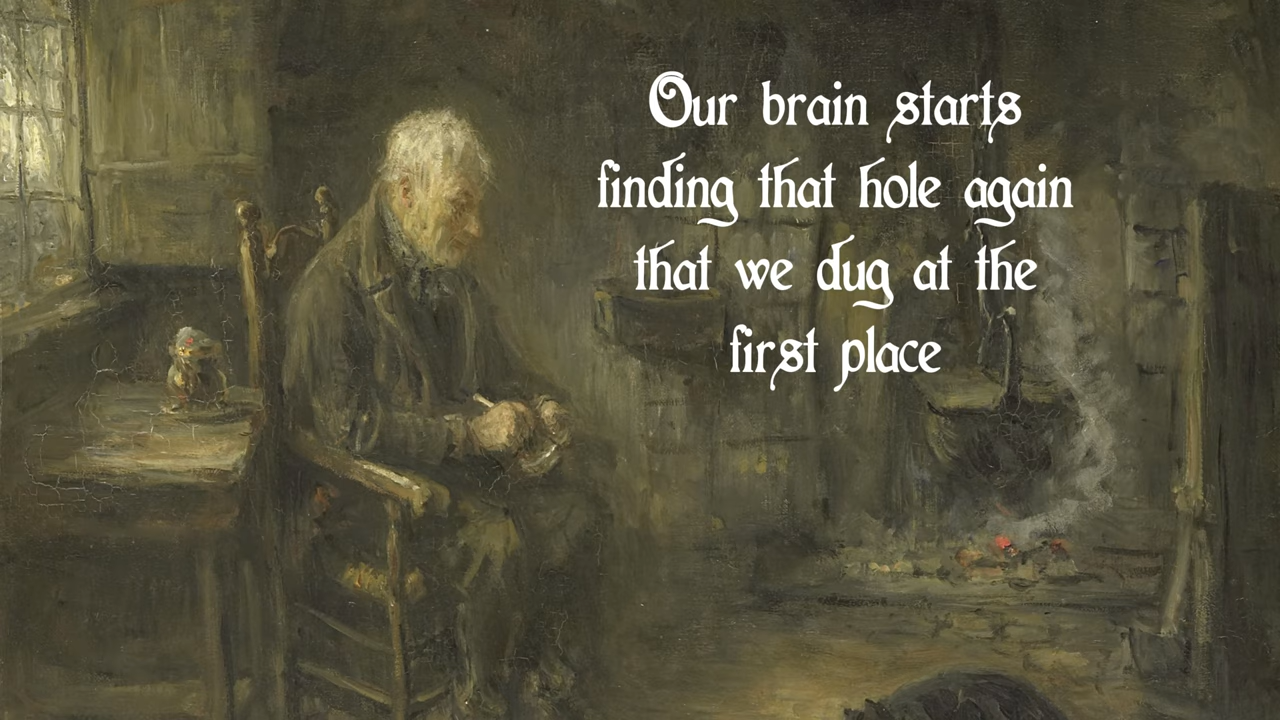 Our brain starts
finding that hole again
that we dug at the
first place